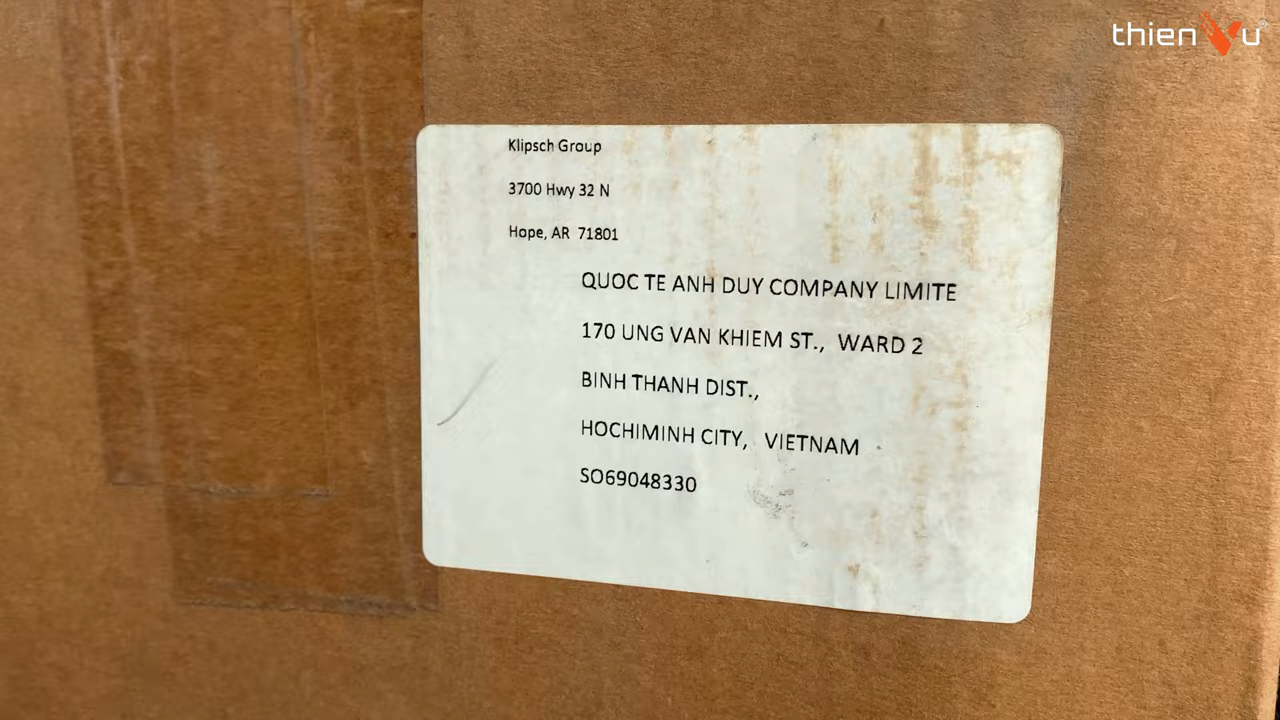 thienVu®
Klipsch Group
3700 Hwy 32 N
Hope, AR 71801
QUOC TE ANH DUY COMPANY LIMITE
170 UNG VAN KHIEM ST., WARD 2
BINH THANH DIST.,
HOCHIMINH CITY, VIETNAM
SO69048330